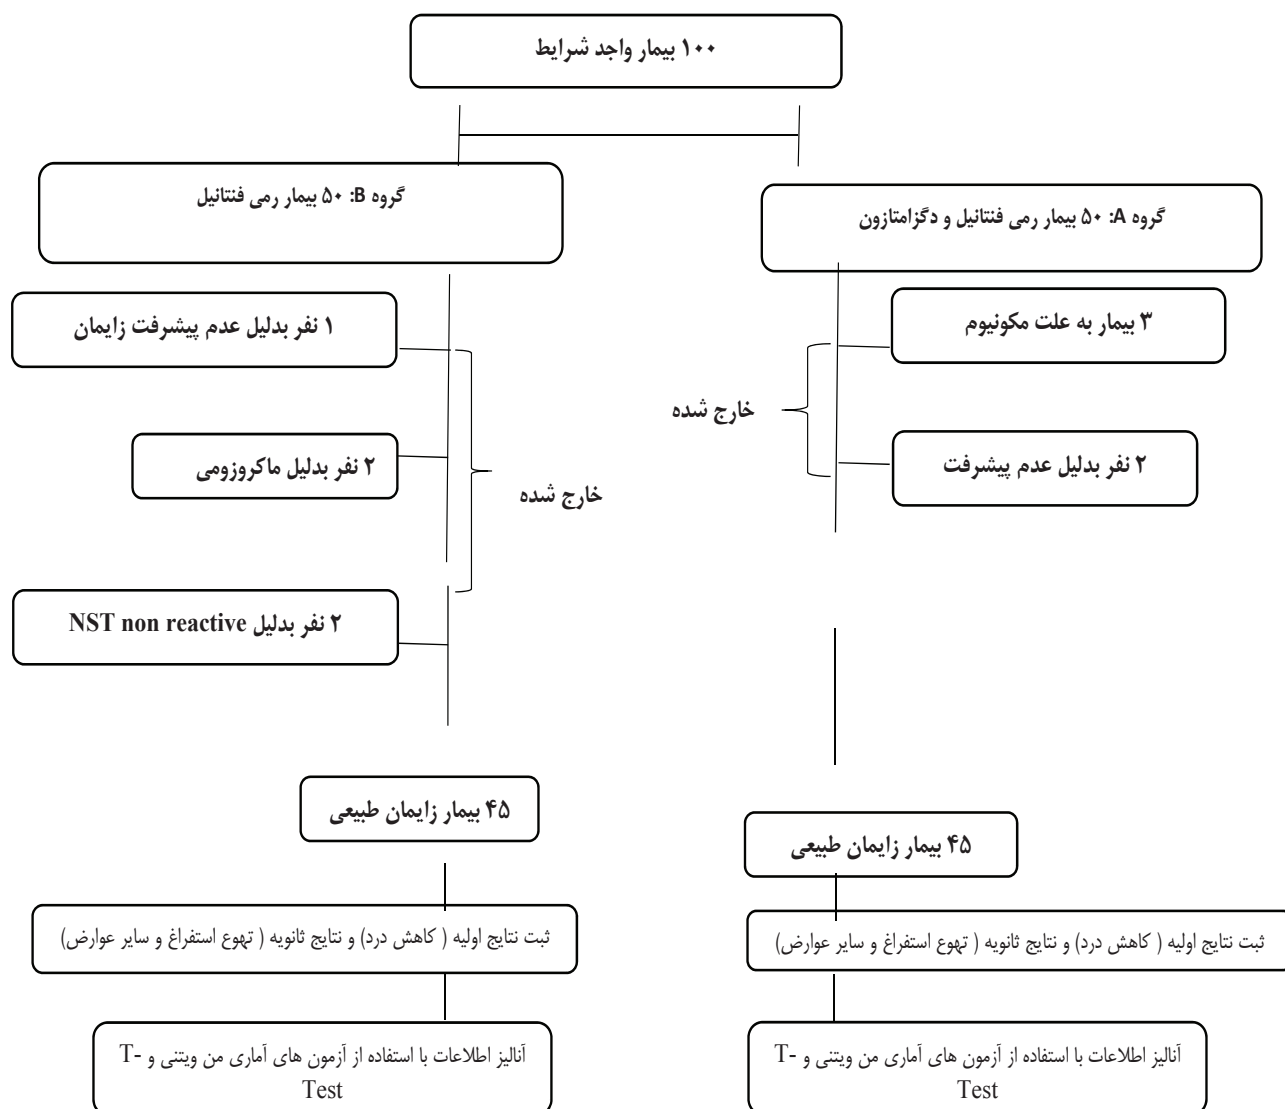 ۱۰۰ بیمار واجد شرایط
گروه A: ۵۰ بیمار رمی فنتانیل و دگزامتازون
۳ بیمار به علت مکونیوم
خارج شده
۲ نفر بدلیل عدم پیشرفت
۴۵ بیمار زایمان طبیعی
ثبت نتایج اولیه ( کاهش درد) و نتایج ثانویه ( تهوع استفراغ و سایر عوارض)
آنالیز اطلاعات با استفاده از آزمون های آماری من ویتنی و T-
Test
گروه B: ۵۰ بیمار رمی فنتانیل
۱ نفر بدلیل عدم پیشرفت زایمان
۲ نفر بدلیل ماکروزومی
خارج شده
۲ نفر بدلیل NST non reactive
۴۵ بیمار زایمان طبیعی
ثبت نتایج اولیه ( کاهش درد) و نتایج ثانویه ( تهوع استفراغ و سایر عوارض)
آنالیز اطلاعات با استفاده از آزمون های آماری من ویتنی و T-
Test